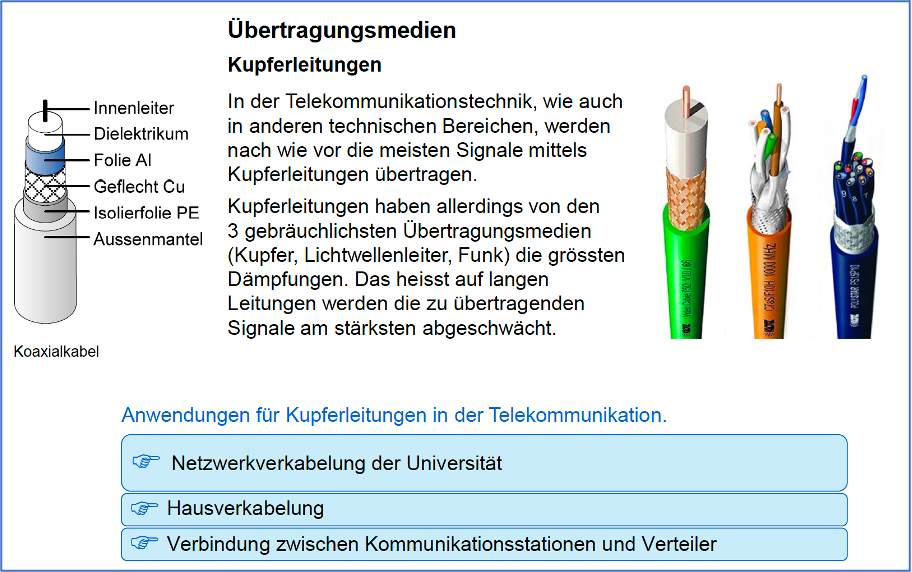 Übertragungsmedien
Kupferleitungen
In der Telekommunikationstechnik, wie auch
in anderen technischen Bereichen, werden
nach wie vor die meisten Signale mittels
Kupferleitungen übertragen.
Kupferleitungen haben allerdings von den
3 gebräuchlichsten Übertragungsmedien
(Kupfer, Lichtwellenleiter, Funk) die grössten
Dämpfungen. Das heisst auf langen
Leitungen werden die zu übertragenden
Signale am stärksten abgeschwächt.
Innenleiter
Dielektrikum
Folie Al
Geflecht Cu
Isolierfolie PE
Aussenmantel
Koaxialkabel
1000 MHz
Anwendungen für Kupferleitungen in der Telekommunikation.
Netzwerkverkabelung der Universität
Hausverkabelung
Verbindung zwischen Kommunikationsstationen und Verteiler